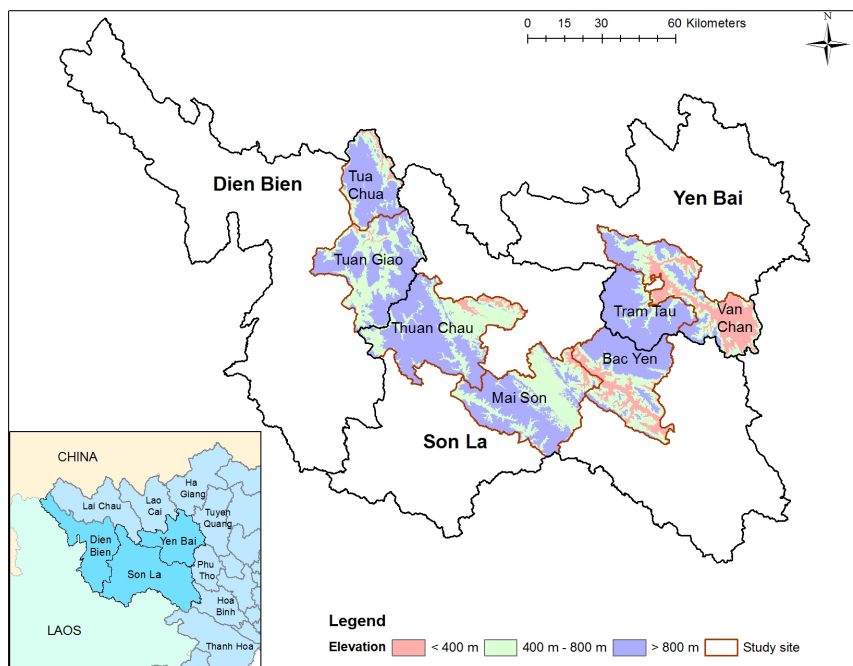 0 15 30 60 Kilometers
N
Dien Bien
Tua
Chua
Yen Bai
Tuan Giao
Thuan Chau
Tram Tau
Van
Chan
Bac Yen
Mai Son
Son La
CHINA
Ha
Giang
Lai Chau
Lao
Cai
Tuyen
Quang
Dien
Bien
Yen Bai
Phu
Tho
Son La
Hoa
Binh
LAOS
Thanh Hoa
Legend
Elevation < 400 m 400 m - 800 m > 800 m Study site